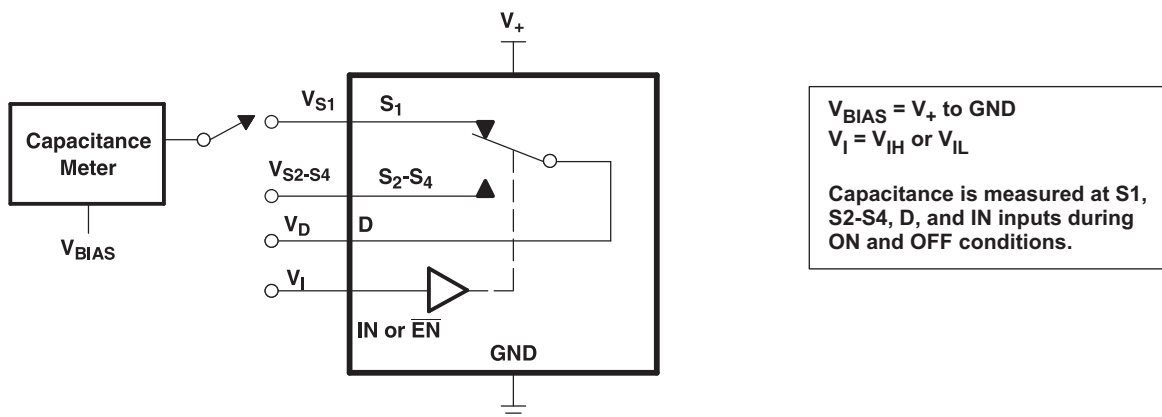 V+
VS1
S1
VBIAS = V+ to GND
VI = VIH or VIL
Capacitance
Meter
VS2-S4
S2-S4
Capacitance is measured at S1,
S2-S4, D, and IN inputs during
ON and OFF conditions.
VD
D
VBIAS
VI
IN or E̅N̅
GND